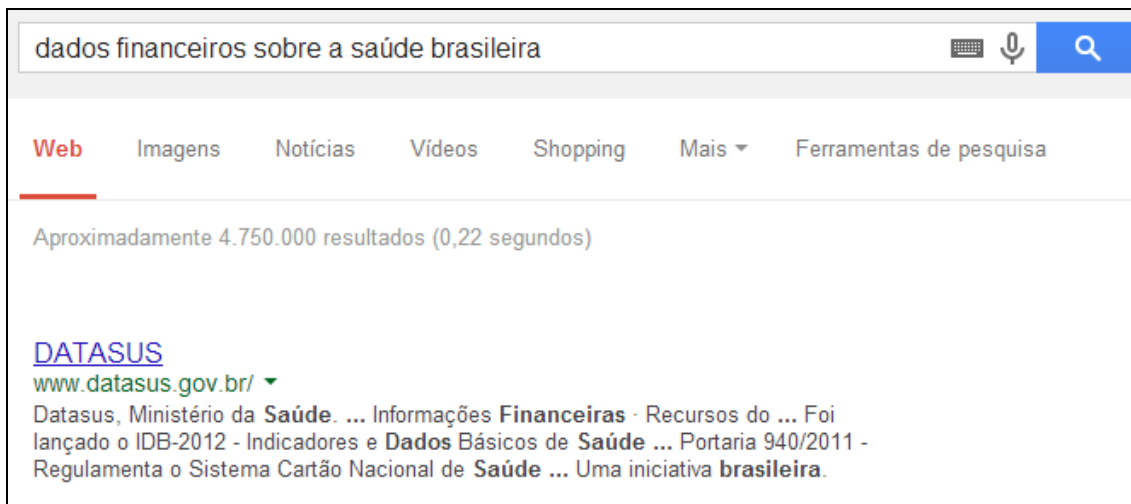 dados financeiros sobre a saúde brasileira
Web Imagens Notícias Vídeos Shopping Mais Ferramentas de pesquisa
Aproximadamente 4.750.000 resultados (0,22 segundos)
DATASUS
www.datasus.gov.br/
Datasus, Ministério da Saúde. ... Informações Financeiras · Recursos do ... Foi
lançado o IDB-2012 - Indicadores e Dados Básicos de Saúde ... Portaria 940/2011 -
Regulamenta o Sistema Cartão Nacional de Saúde ... Uma iniciativa brasileira.